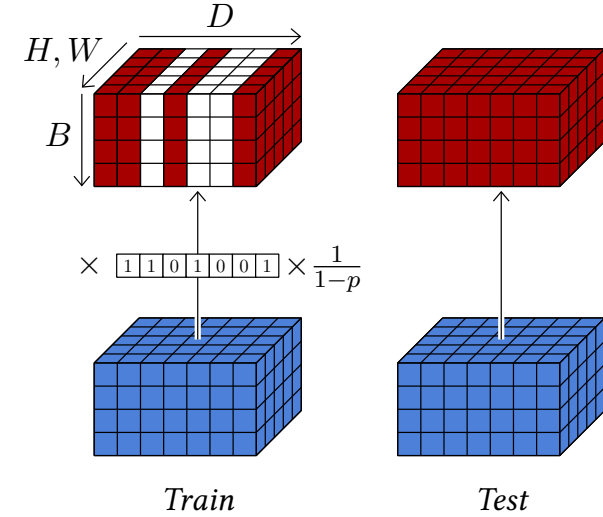 D
H, W
B
× 1 1 0 1 0 0 1 × 1/(1−p)
Train Test